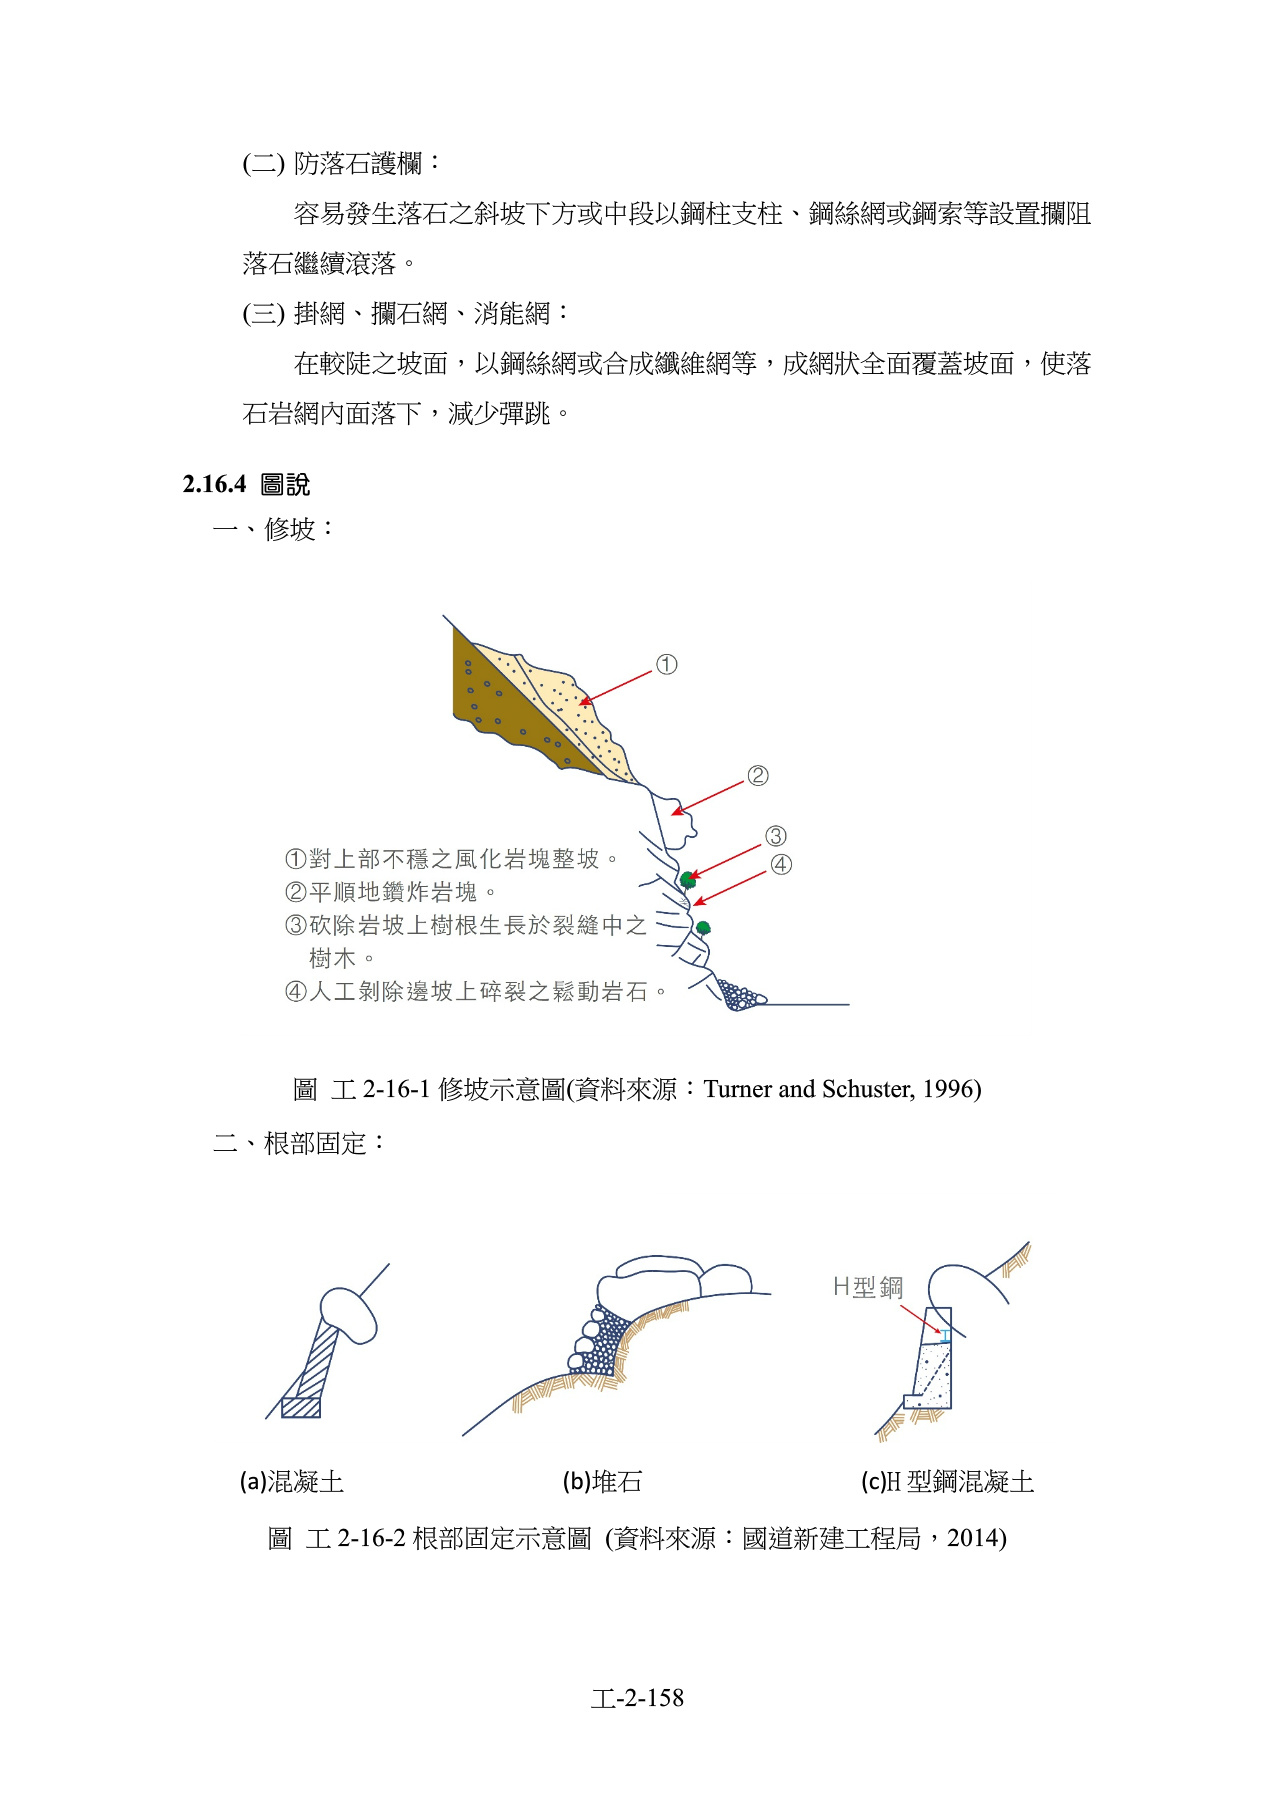 (二) 防落石護欄：
容易發生落石之斜坡下方或中段以鋼柱支柱、鋼絲網或鋼索等設置攔阻
落石繼續滾落。
(三) 掛網、攔石網、消能網：
在較陡之坡面，以鋼絲網或合成纖維網等，成網狀全面覆蓋坡面，使落
石岩網內面落下，減少彈跳。
2.16.4 圖說
一、修坡：
①
②
③
④
①對上部不穩之風化岩塊整坡。
②平順地鑽炸岩塊。
③砍除岩坡上樹根生長於裂縫中之
樹木。
④人工剝除邊坡上碎裂之鬆動岩石。
圖 工 2-16-1 修坡示意圖(資料來源：Turner and Schuster, 1996)
二、根部固定：
H型鋼
(a)混凝土
(b)堆石
(c)H 型鋼混凝土
圖 工 2-16-2 根部固定示意圖 (資料來源：國道新建工程局，2014)
工-2-158